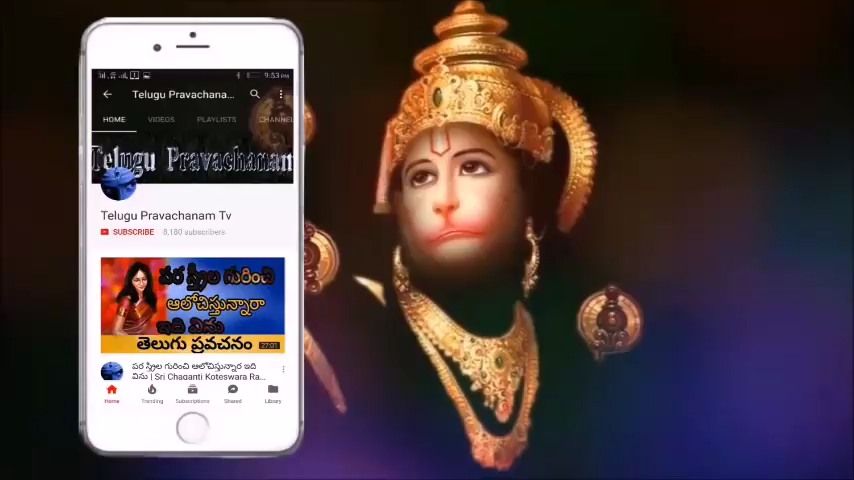 9:53 PM
Telugu Pravachana...
HOME VIDEOS PLAYLISTS CHANNEL
Telugu Pravachanam
Telugu Pravachanam Tv
SUBSCRIBE 8,180 subscribers
పర స్త్రీల గురించి
ఆలోచిస్తున్నారా
ఇది విను
తెలుగు ప్రవచనం 27:01
పర స్త్రీల గురించి ఆలోచిస్తున్నార ఇది
విను | Sri Chaganti Koteswara Ra...
Home Trending Subscriptions Shared Library